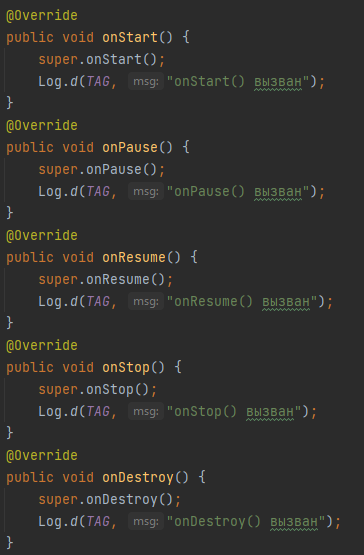 @Override
public void onStart() {
    super.onStart();
    Log.d(TAG, msg: "onStart() вызван");
}
@Override
public void onPause() {
    super.onPause();
    Log.d(TAG, msg: "onPause() вызван");
}
@Override
public void onResume() {
    super.onResume();
    Log.d(TAG, msg: "onResume() вызван");
}
@Override
public void onStop() {
    super.onStop();
    Log.d(TAG, msg: "onStop() вызван");
}
@Override
public void onDestroy() {
    super.onDestroy();
    Log.d(TAG, msg: "onDestroy() вызван");
}